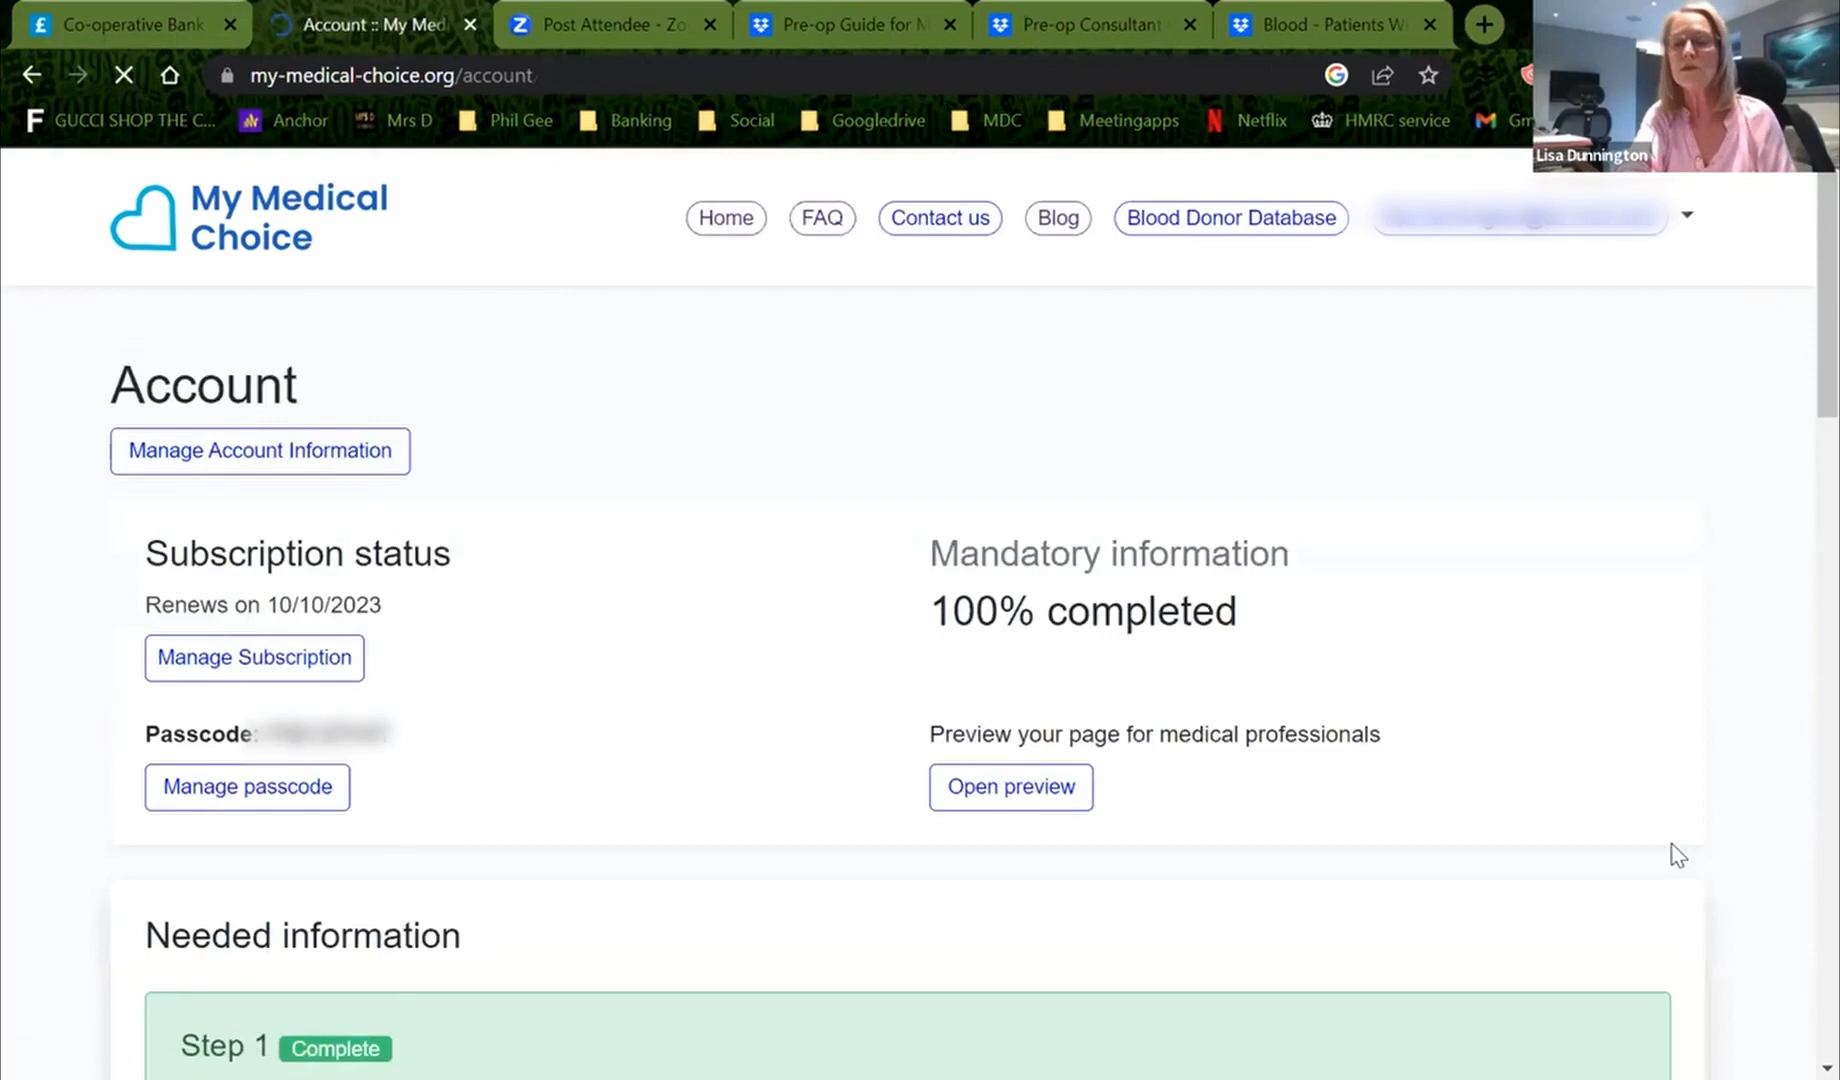 Co-operative Bank
Account :: My Med
Post Attendee - Zo
Pre-op Guide for M
Pre-op Consultant
Blood - Patients W
my-medical-choice.org/account
GUCCI SHOP THE C...
Anchor
Mrs D
Phil Gee
Banking
Social
Googledrive
MDC
Meetingapps
Netflix
HMRC service
Gm
Lisa Dunnington
My Medical
Choice
Home
FAQ
Contact us
Blog
Blood Donor Database
Account
Manage Account Information
Subscription status
Renews on 10/10/2023
Manage Subscription
Passcode:
Manage passcode
Mandatory information
100% completed
Preview your page for medical professionals
Open preview
Needed information
Step 1 Complete